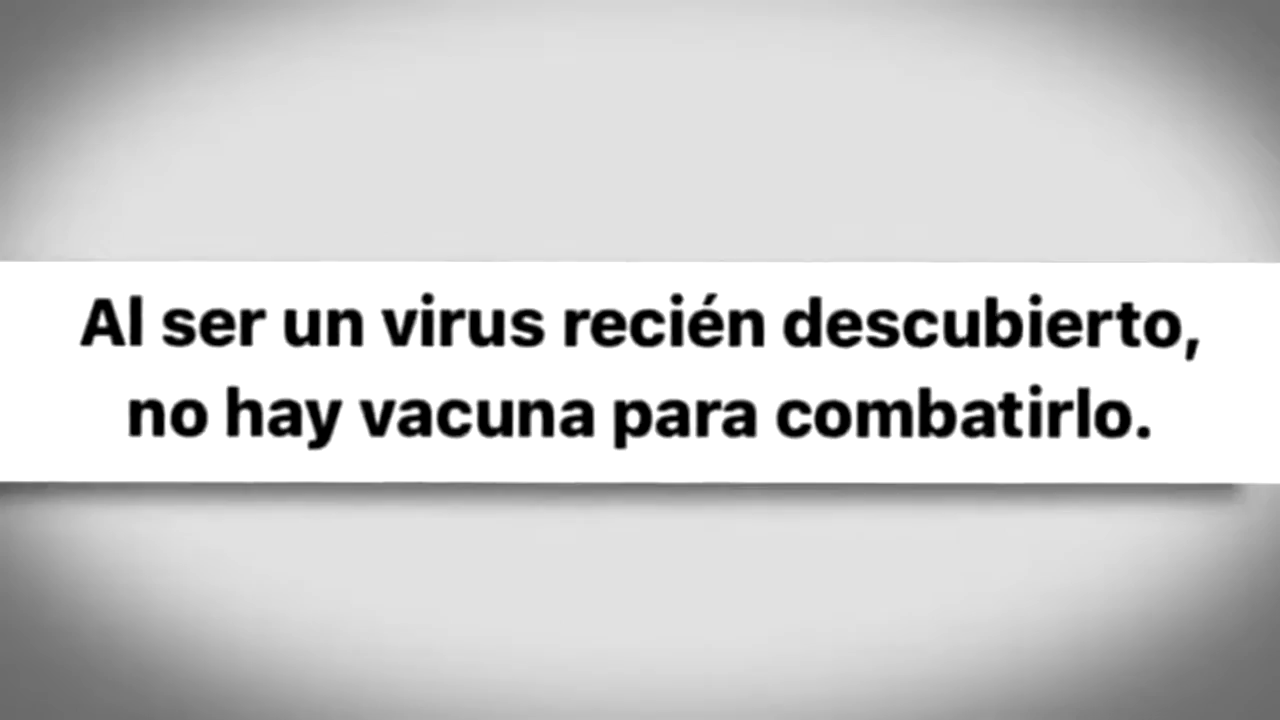 Al ser un virus recién descubierto,
no hay vacuna para combatirlo.